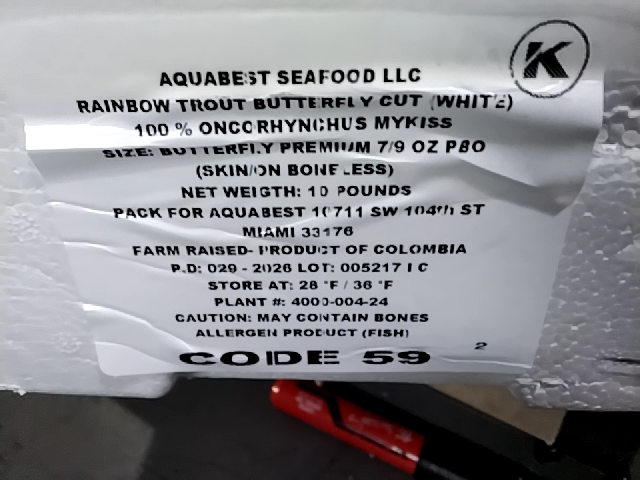 K
AQUABEST SEAFOOD LLC
RAINBOW TROUT BUTTERFLY CUT (WHITE)
100 % ONCORHYNCHUS MYKISS
SIZE: BUTTERFLY PREMIUM 7/9 OZ PBO
(SKIN/ON BONELESS)
NET WEIGTH: 10 POUNDS
PACK FOR AQUABEST 10711 SW 104th ST
MIAMI 33176
FARM RAISED- PRODUCT OF COLOMBIA
P.D: 029 - 2026 LOT: 005217 I C
STORE AT: 28 °F / 36 °F
PLANT #: 4000-004-24
CAUTION: MAY CONTAIN BONES
ALLERGEN PRODUCT (FISH)
CODE 59 2